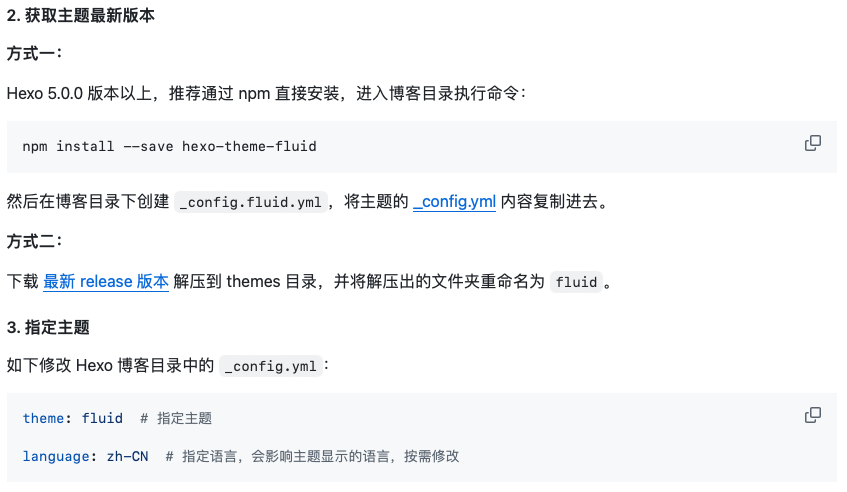 2. 获取主题最新版本
方式一：
Hexo 5.0.0 版本以上，推荐通过 npm 直接安装，进入博客目录执行命令：
npm install --save hexo-theme-fluid
然后在博客目录下创建 _config.fluid.yml，将主题的 _config.yml 内容复制进去。
方式二：
下载 最新 release 版本 解压到 themes 目录，并将解压出的文件夹重命名为 fluid。
3. 指定主题
如下修改 Hexo 博客目录中的 _config.yml：
theme: fluid  # 指定主题
language: zh-CN  # 指定语言，会影响主题显示的语言，按需修改